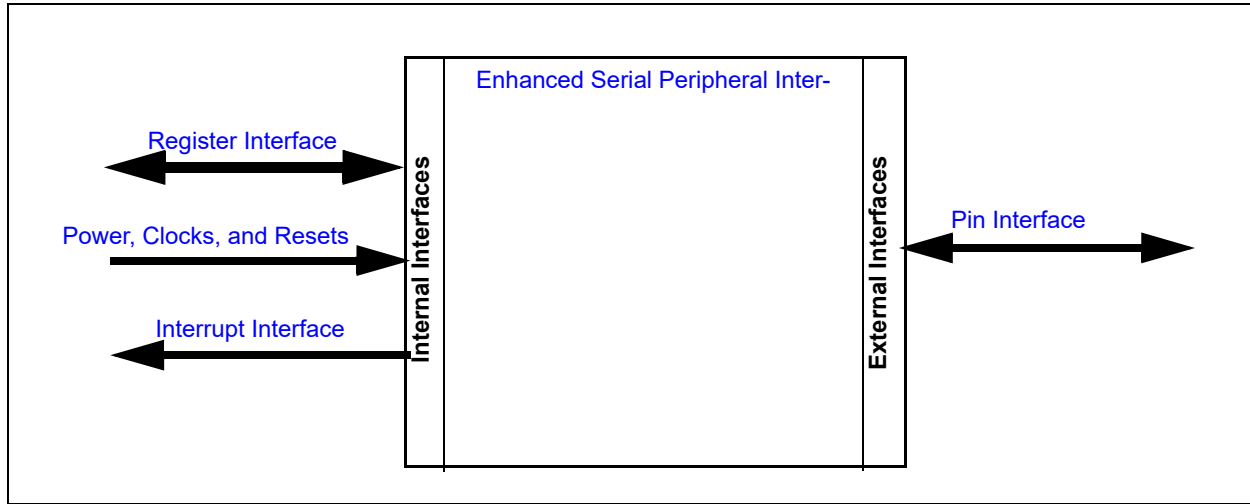 Enhanced Serial Peripheral Inter-
Register Interface
Power, Clocks, and Resets
Interrupt Interface
Internal Interfaces
External Interfaces
Pin Interface